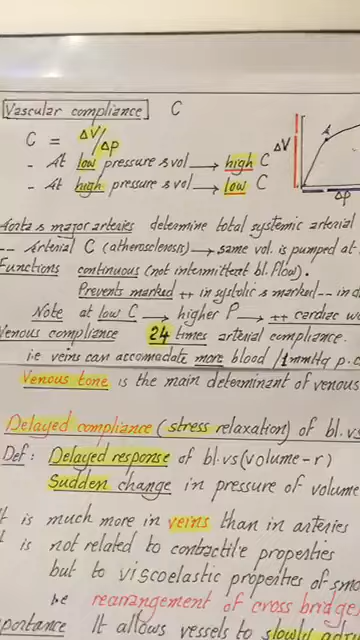 Vascular compliance C
C = ΔV/ΔP
- At low pressure & vol → high C
- At high pressure & vol → low C
ΔV
A
ΔP
Aorta & major arteries determine total systemic arterial
-- Arterial C (atherosclerosis) → same vol. is pumped at
Functions continuous (not intermittent bl. flow).
Prevents marked ++ in systolic & marked -- in d
Note at low C → higher P → ++ cardiac wo
Venous compliance 24 times arterial compliance.
i.e veins can accomadate more blood /1mmHg p.c
Venous tone is the main determinant of venous
Delayed compliance (stress relaxation) of bl.vs
Def: Delayed response of bl.vs (volume-r)
Sudden change in pressure of volume
It is much more in veins than in arteries
It is not related to contractile properties
but to viscoelastic properties of smo
be rearrangement of cross bridges
portance It allows vessels to slowly